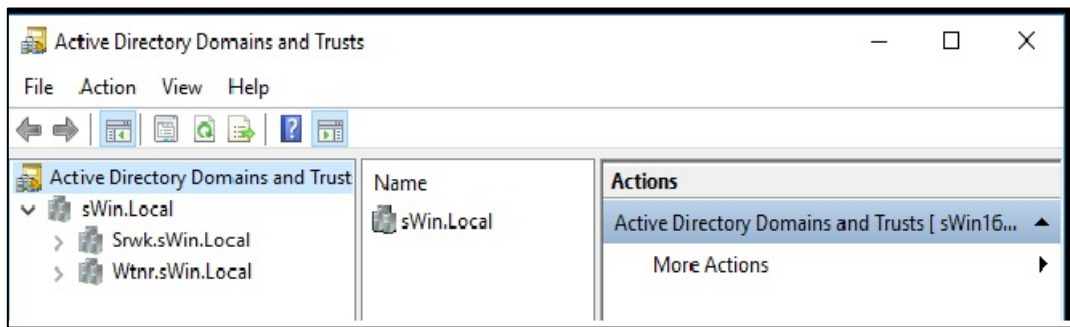 Active Directory Domains and Trusts
File Action View Help
Active Directory Domains and Trust
sWin.Local
Srwk.sWin.Local
Wtnr.sWin.Local
Name
sWin.Local
Actions
Active Directory Domains and Trusts [ sWin16...
More Actions